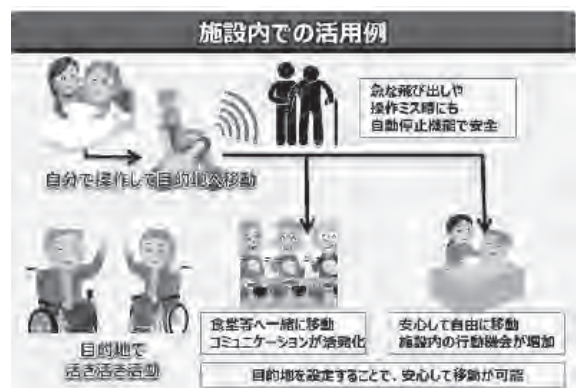 施設内での活用例
急な飛び出しや
操作ミス時にも
自動停止機能で安全
自分で操作して目的地へ移動
食堂等へ一緒に移動
コミュニケーションが活発化
安心して自由に移動
施設内の行動機会が増加
目的地で
活き活き活動
目的地を設定することで、安心して移動が可能